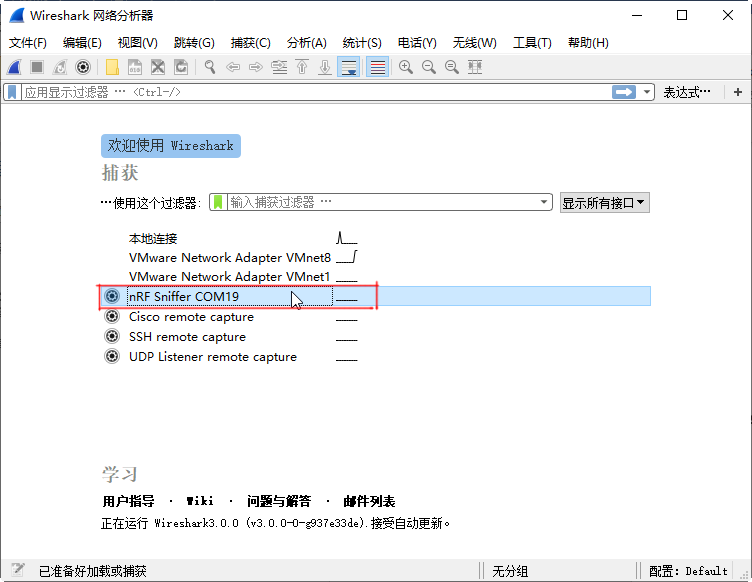 Wireshark 网络分析器
文件(F) 编辑(E) 视图(V) 跳转(G) 捕获(C) 分析(A) 统计(S) 电话(Y) 无线(W) 工具(T) 帮助(H)
应用显示过滤器 … <Ctrl-/> 表达式… +
欢迎使用 Wireshark
捕获
…使用这个过滤器: 输入捕获过滤器 … 显示所有接口
本地连接
VMware Network Adapter VMnet8
VMware Network Adapter VMnet1
nRF Sniffer COM19
Cisco remote capture
SSH remote capture
UDP Listener remote capture
学习
用户指导 · Wiki · 问题与解答 · 邮件列表
正在运行 Wireshark3.0.0 (v3.0.0-0-g937e33de).接受自动更新。
已准备好加载或捕获 无分组 配置: Default